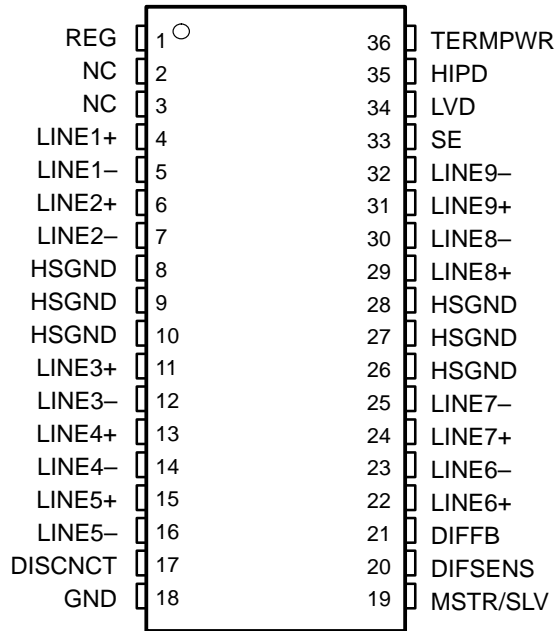 REG 1 36 TERMPWR
NC 2 35 HIPD
NC 3 34 LVD
LINE1+ 4 33 SE
LINE1– 5 32 LINE9–
LINE2+ 6 31 LINE9+
LINE2– 7 30 LINE8–
HSGND 8 29 LINE8+
HSGND 9 28 HSGND
HSGND 10 27 HSGND
LINE3+ 11 26 HSGND
LINE3– 12 25 LINE7–
LINE4+ 13 24 LINE7+
LINE4– 14 23 LINE6–
LINE5+ 15 22 LINE6+
LINE5– 16 21 DIFFB
DISCNCT 17 20 DIFSENS
GND 18 19 MSTR/SLV